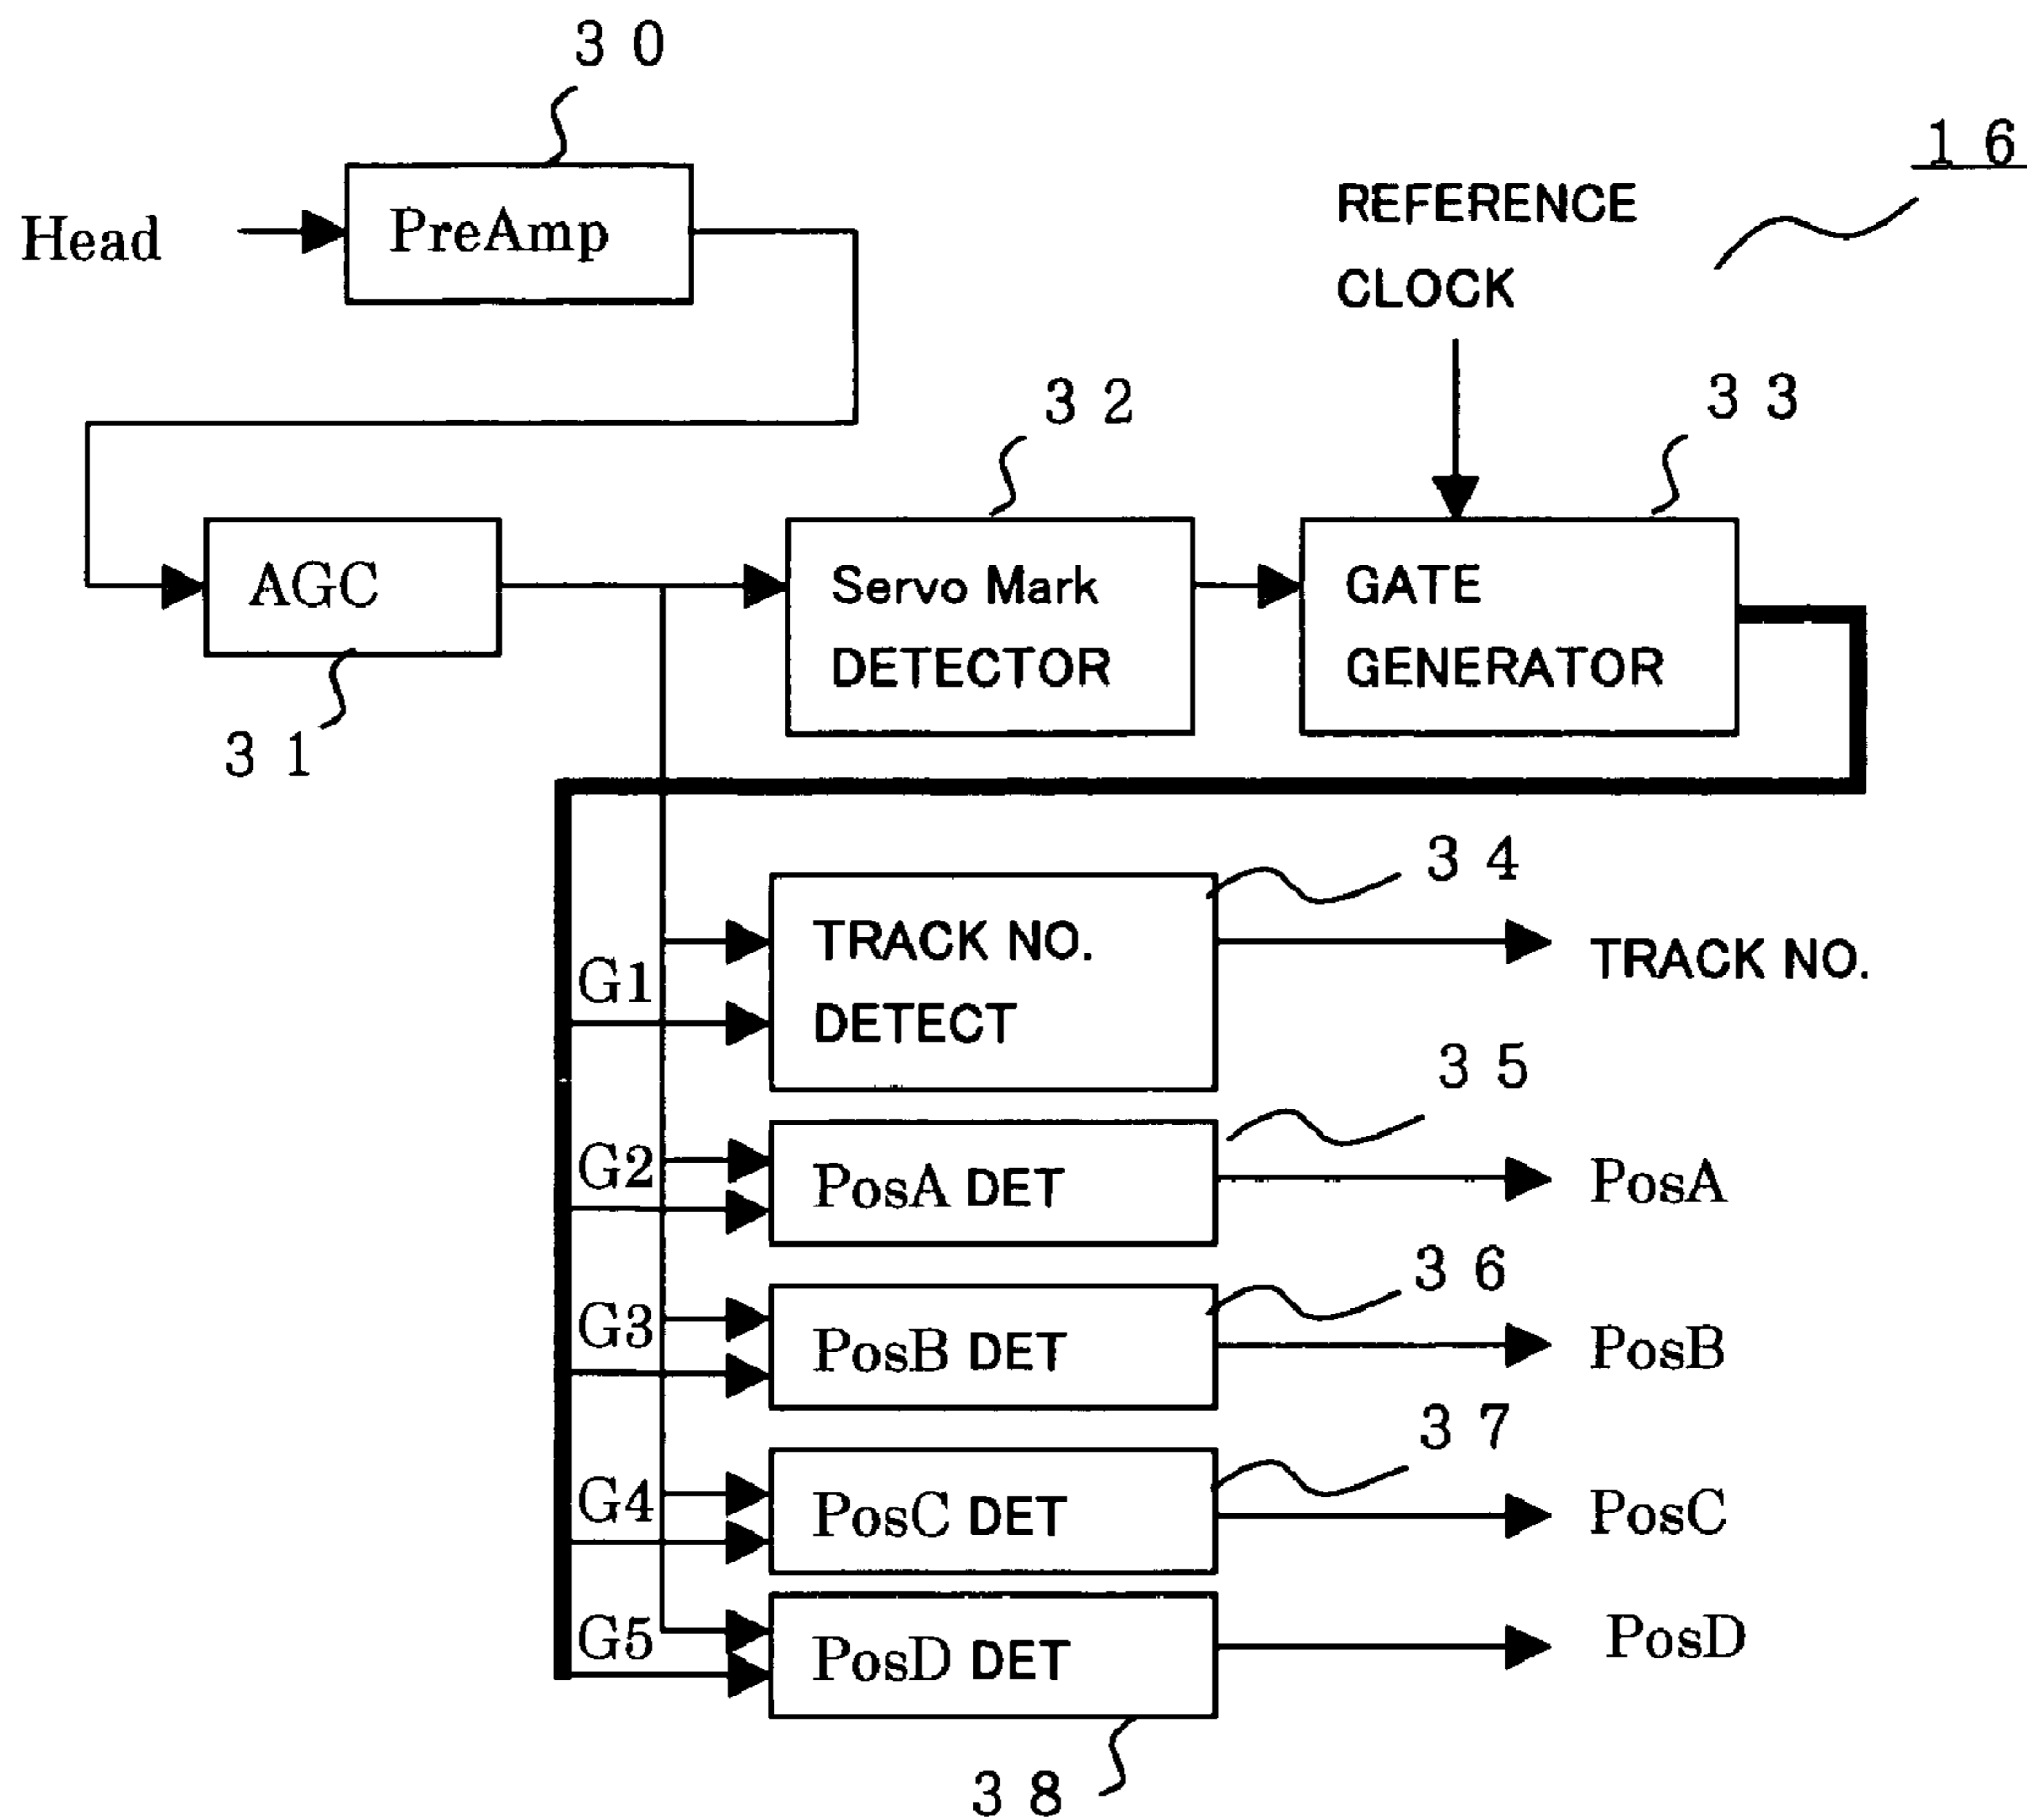 30
16
Head
PreAmp
REFERENCE
CLOCK
32
33
AGC
Servo Mark
DETECTOR
GATE
GENERATOR
31
34
TRACK NO.
DETECT
TRACK NO.
G1
35
G2
PosA DET
PosA
36
G3
PosB DET
PosB
37
G4
PosC DET
PosC
G5
PosD DET
PosD
38